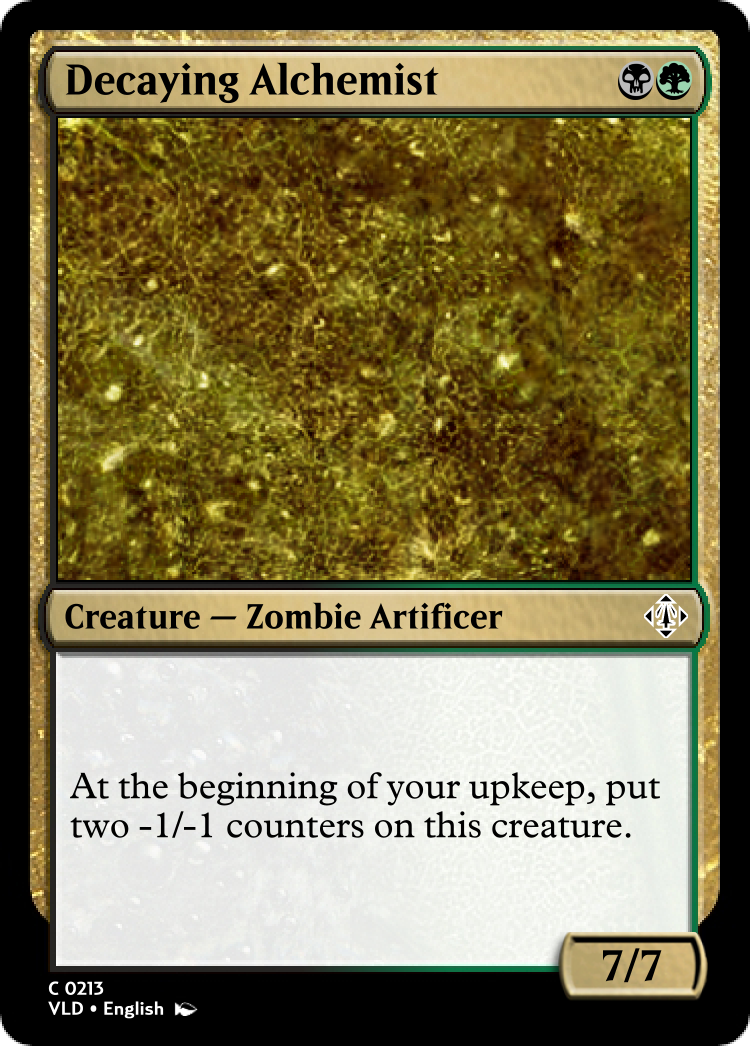 Decaying Alchemist
Creature — Zombie Artificer
At the beginning of your upkeep, put
two -1/-1 counters on this creature.
7/7
C 0213
VLD • English